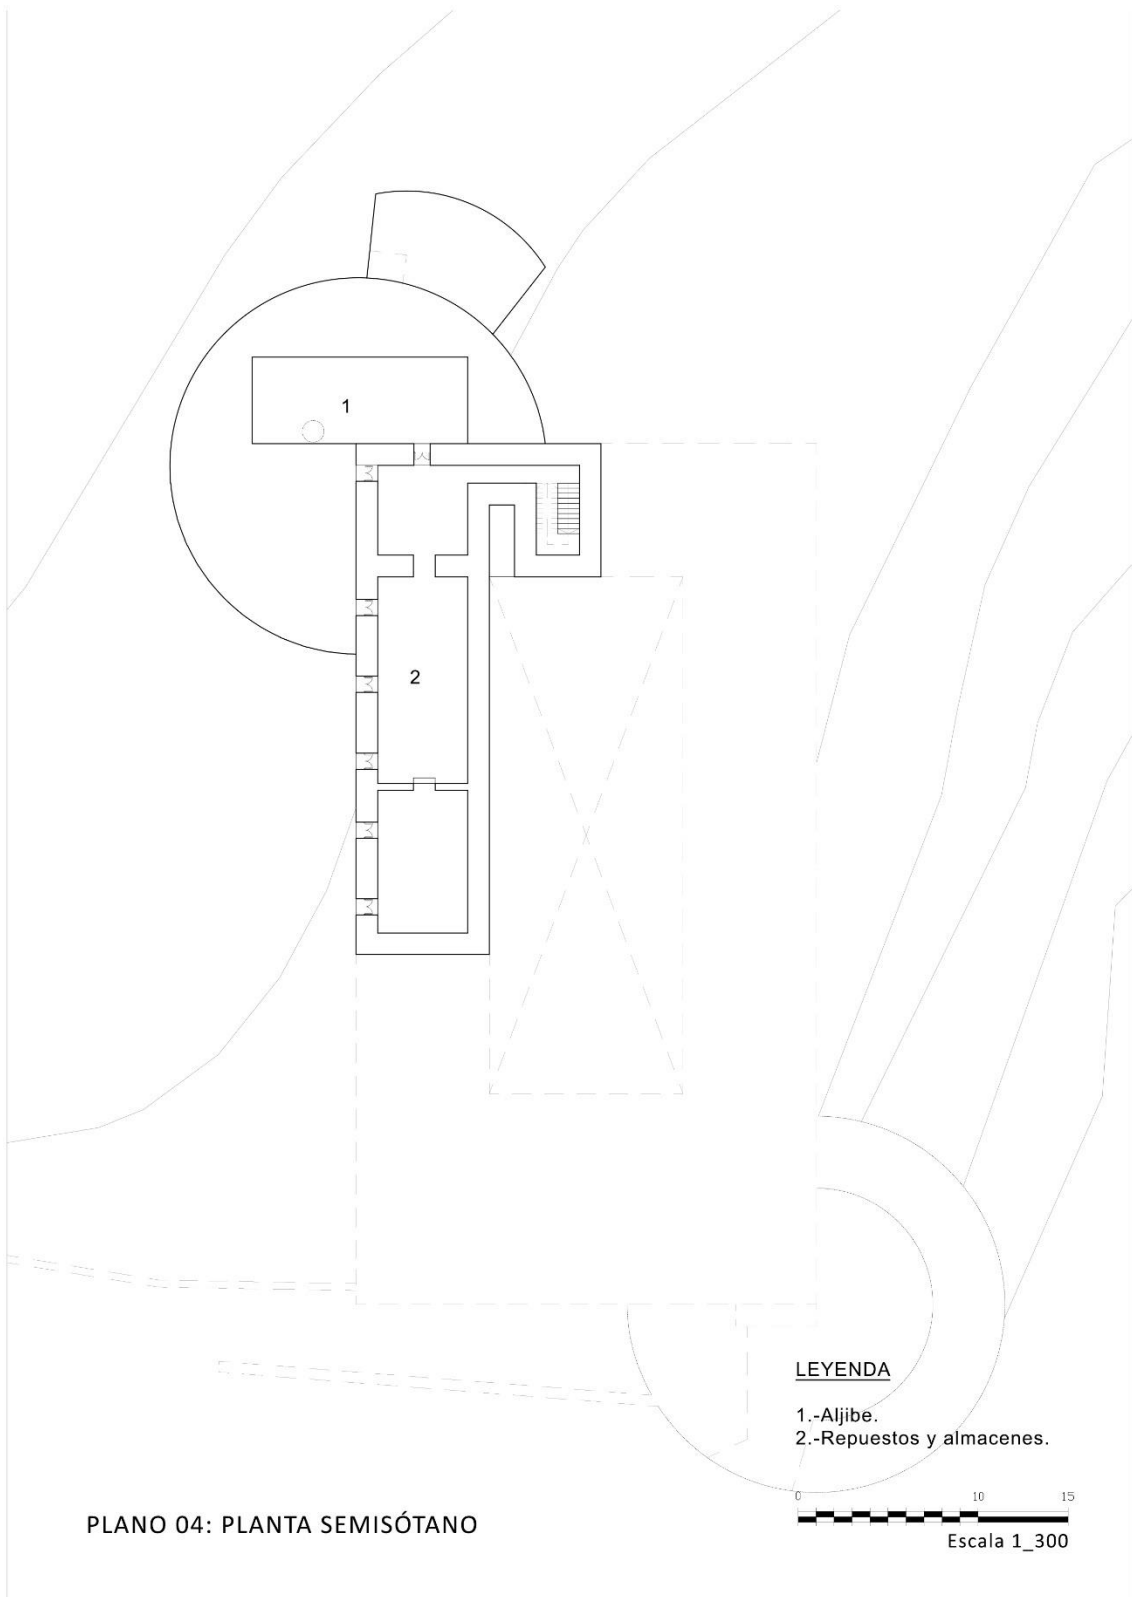 1
2
LEYENDA
1.-Aljibe.
2.-Repuestos y almacenes.
0 10 15
Escala 1_300
PLANO 04: PLANTA SEMISÓTANO